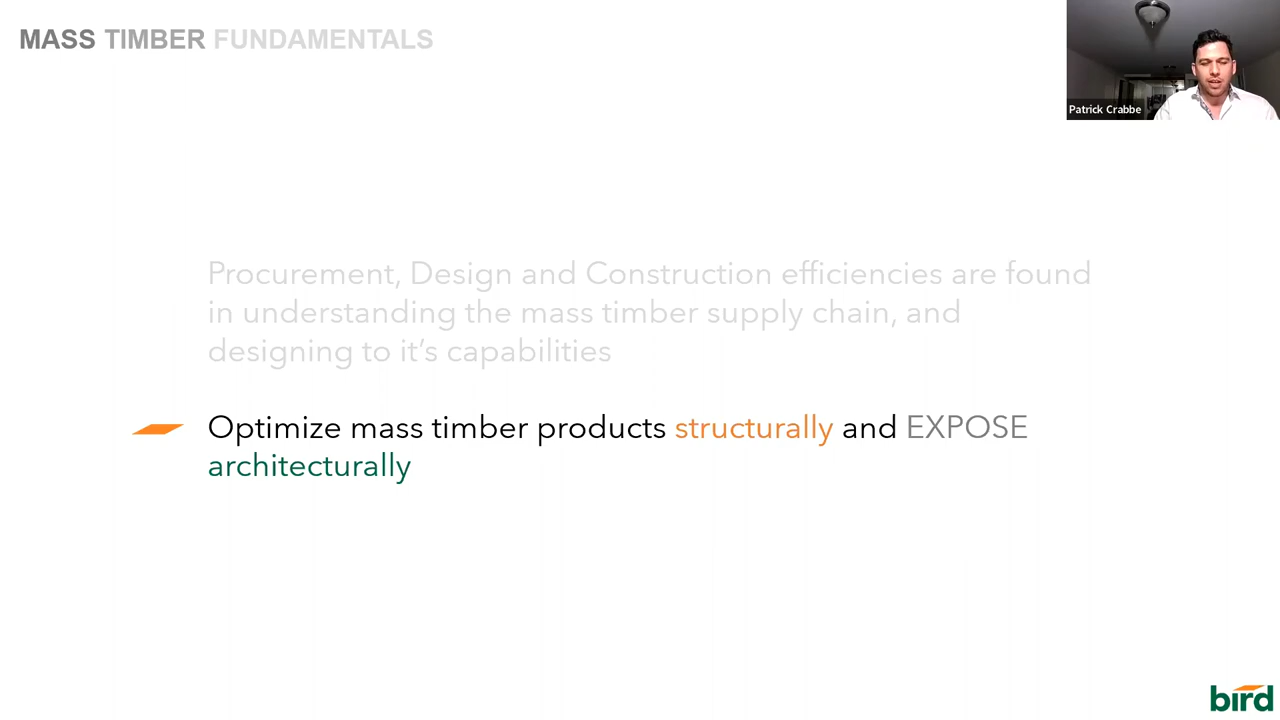 MASS TIMBER FUNDAMENTALS
Patrick Crabbe
Procurement, Design and Construction efficiencies are found
in understanding the mass timber supply chain, and
designing to it’s capabilities
Optimize mass timber products structurally and EXPOSE
architecturally
bird